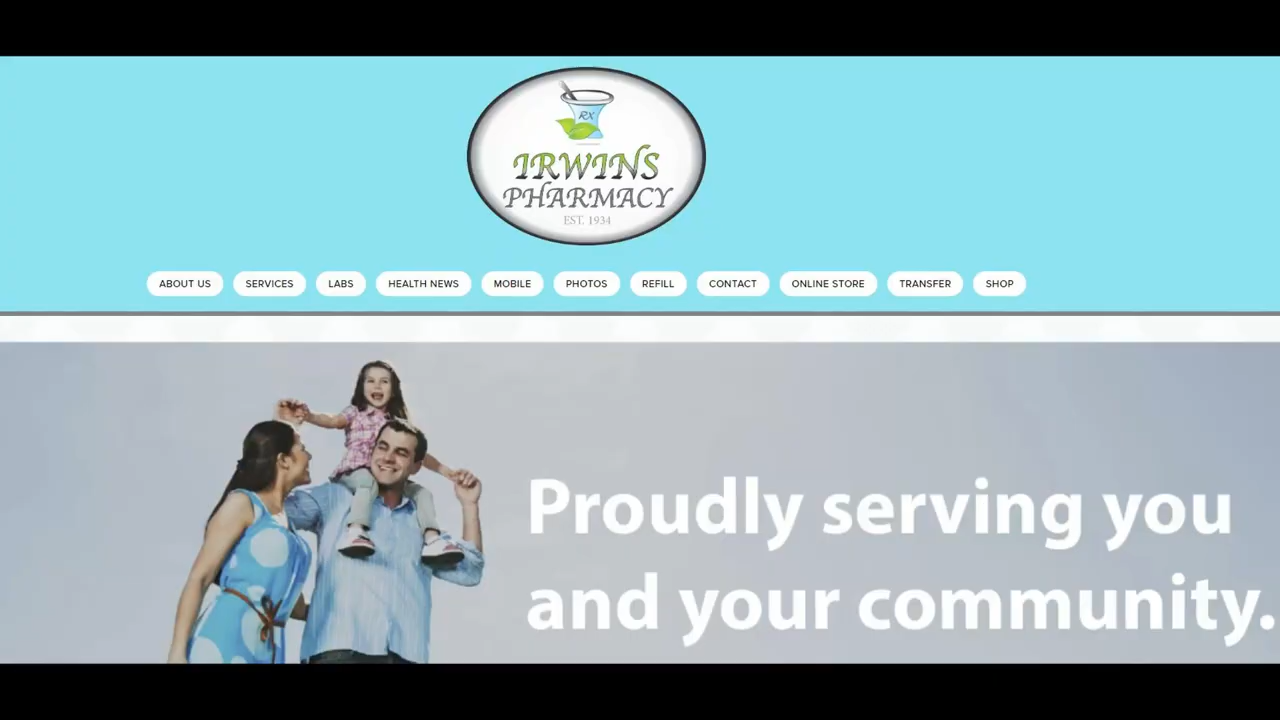 Rx
IRWINS
PHARMACY
EST. 1934
ABOUT US SERVICES LABS HEALTH NEWS MOBILE PHOTOS REFILL CONTACT ONLINE STORE TRANSFER SHOP
Proudly serving you
and your community.